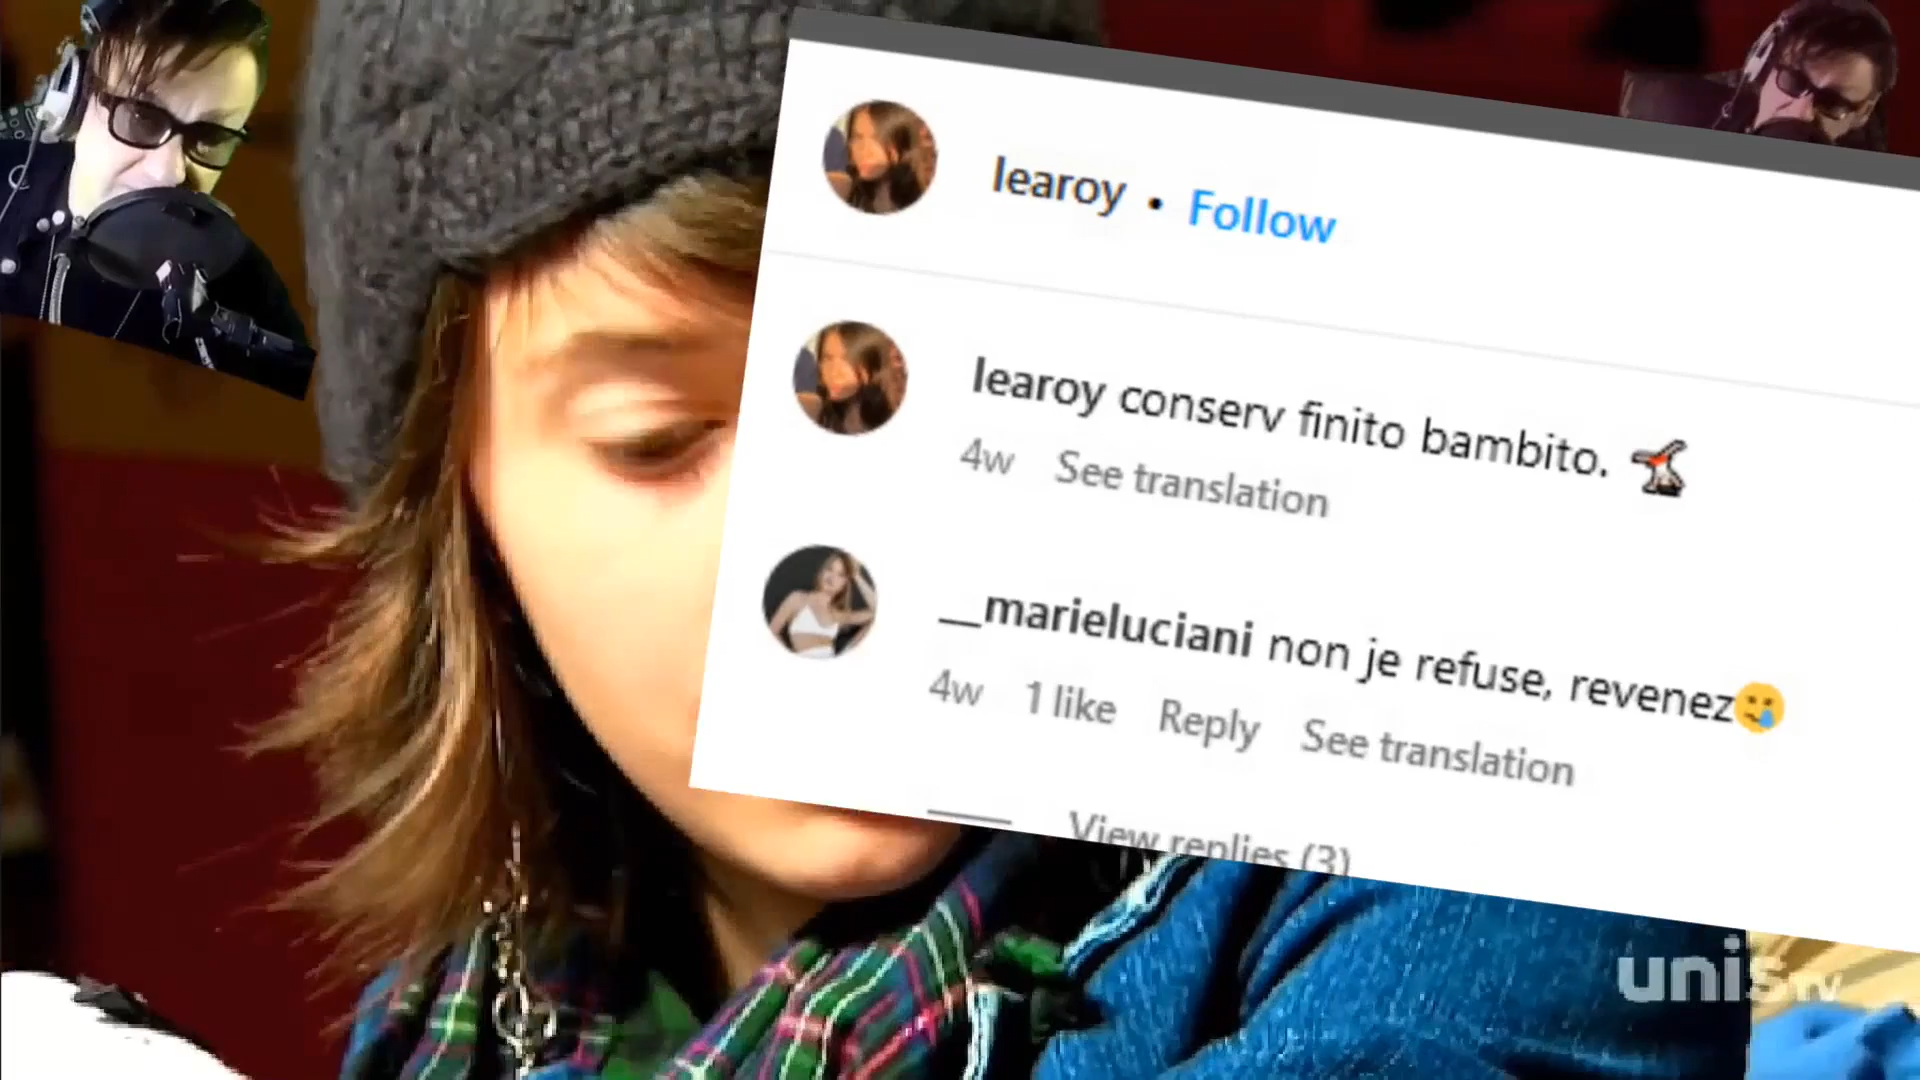 learoy • Follow
learoy conserv finito bambito.
4w See translation
__marieluciani non je refuse, revenez🥲
4w 1 like Reply See translation
View replies (3)
unis tv